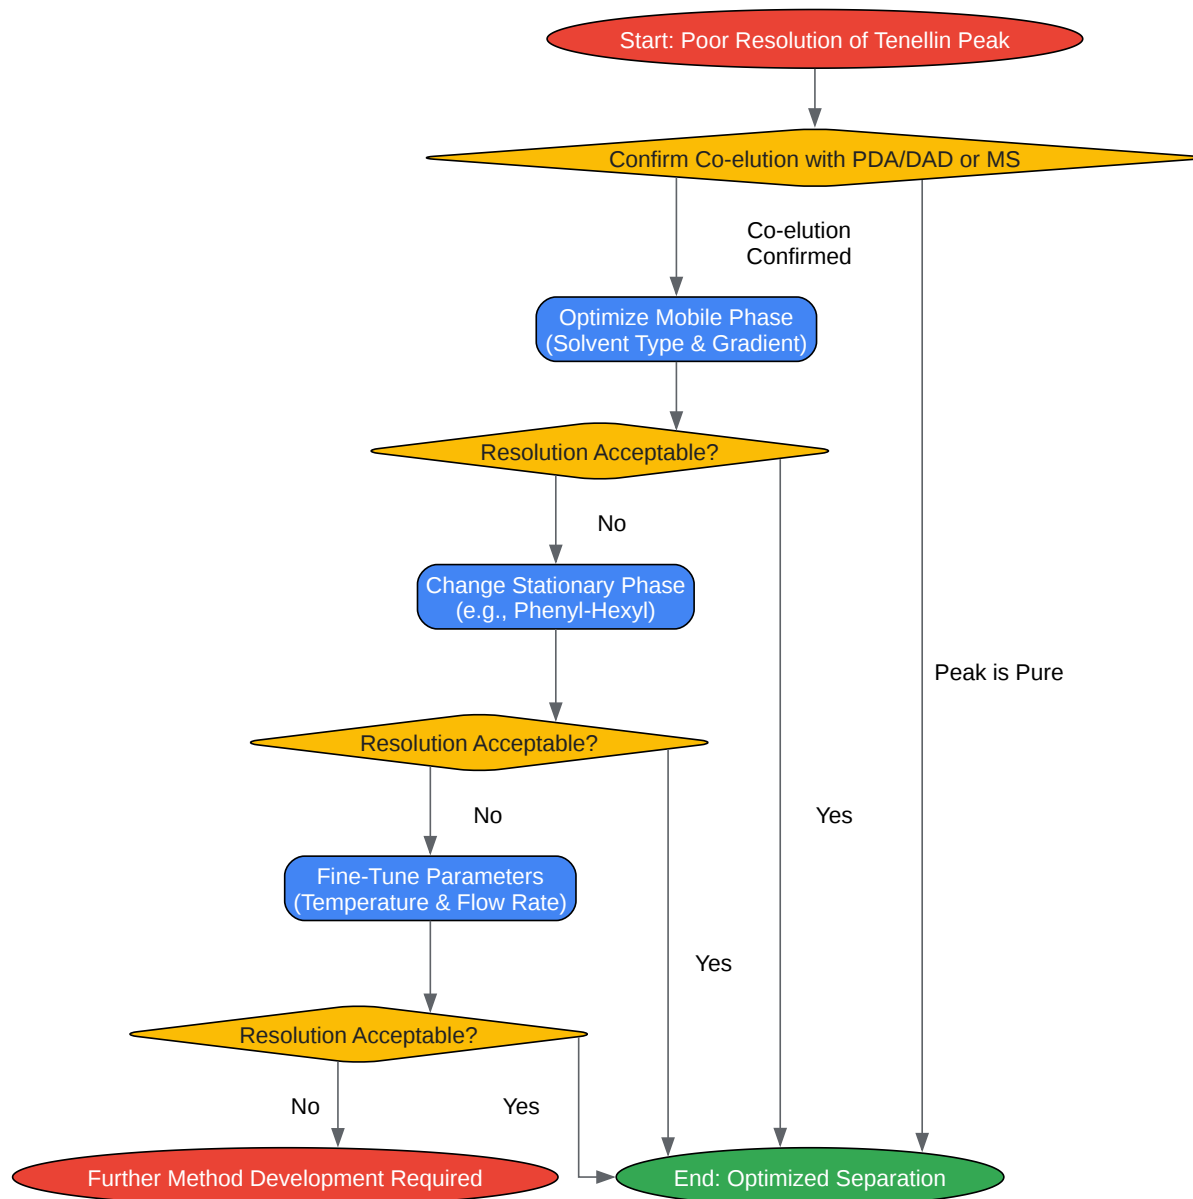 Start: Poor Resolution of Tenellin Peak
Confirm Co-elution with PDA/DAD or MS
Co-elution
Confirmed
Optimize Mobile Phase
(Solvent Type & Gradient)
Resolution Acceptable?
No
Change Stationary Phase
(e.g., Phenyl-Hexyl)
Peak is Pure
Resolution Acceptable?
No
Yes
Fine-Tune Parameters
(Temperature & Flow Rate)
Yes
Resolution Acceptable?
No
Yes
Further Method Development Required
End: Optimized Separation